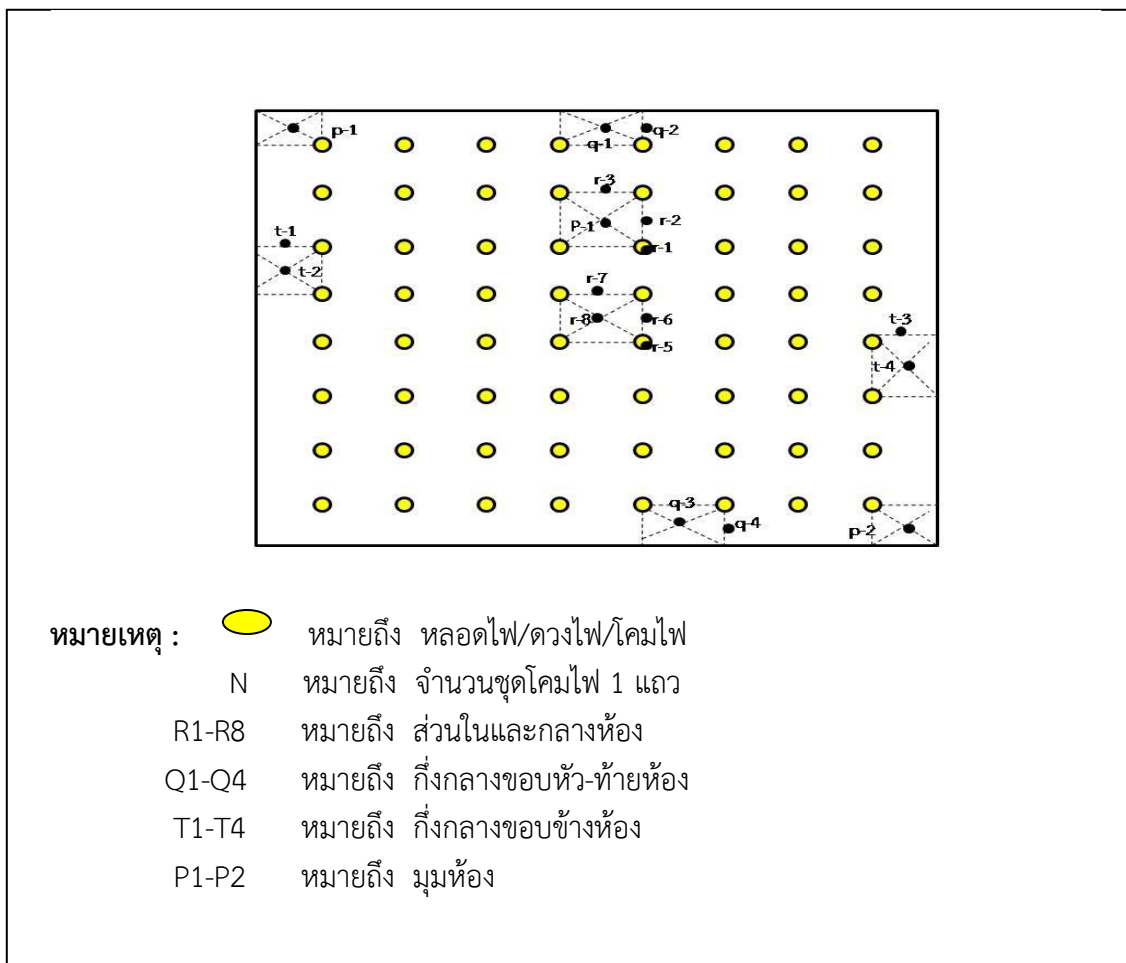 p-1 q-1 q-2
r-3
P-1 r-2
t-1 r-1
t-2
r-7
r-8 r-6 t-3
r-5
t-4
q-3
q-4 p-2
หมายเหตุ : หมายถึง หลอดไฟ/ดวงไฟ/โคมไฟ
N หมายถึง จำนวนชุดโคมไฟ 1 แถว
R1-R8 หมายถึง ส่วนในและกลางห้อง
Q1-Q4 หมายถึง กึ่งกลางขอบหัว-ท้ายห้อง
T1-T4 หมายถึง กึ่งกลางขอบข้างห้อง
P1-P2 หมายถึง มุมห้อง